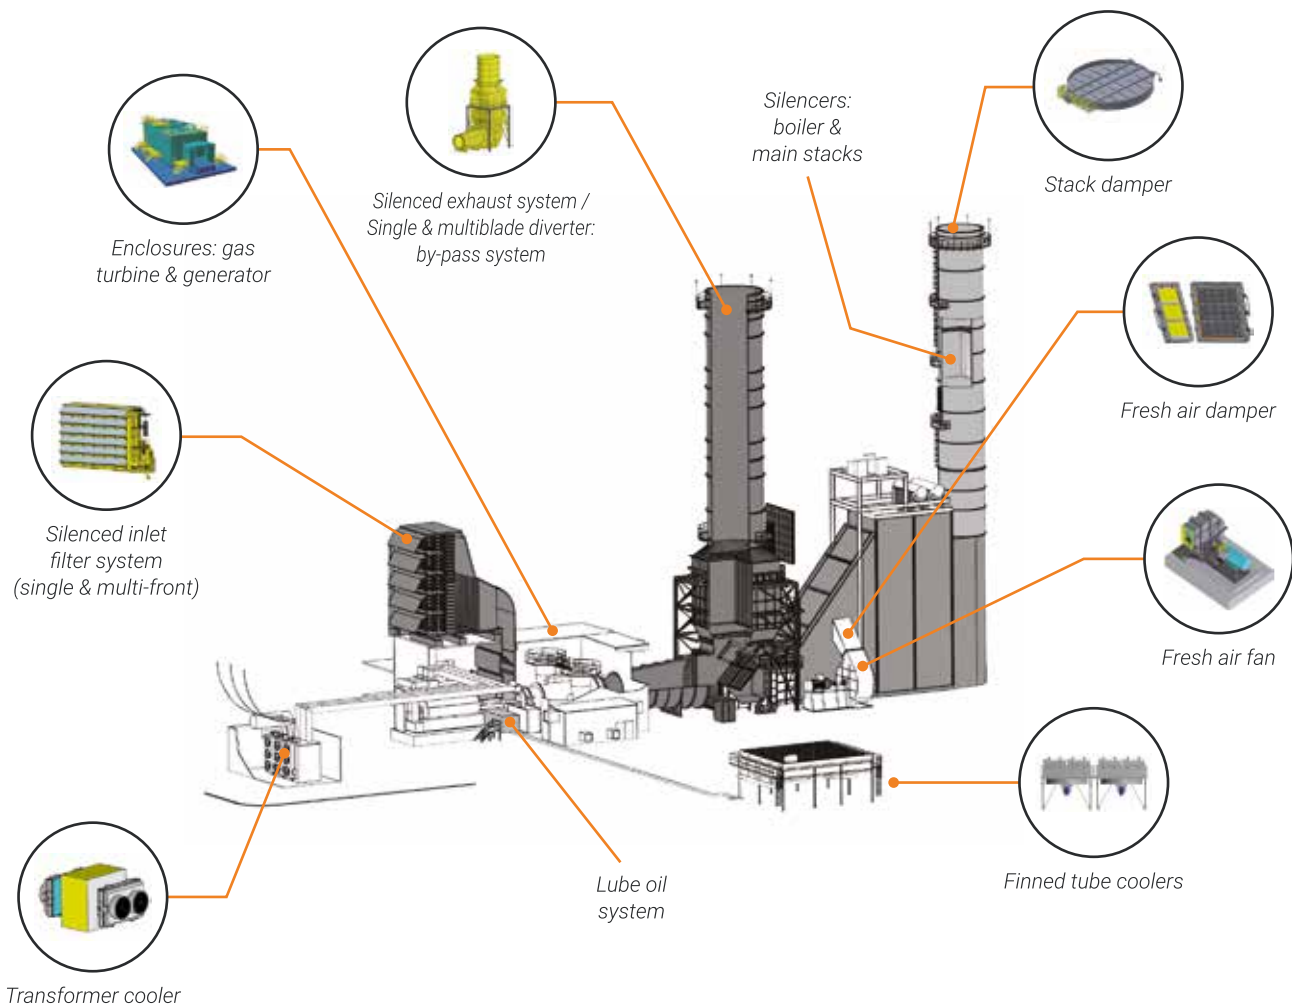 Silencers:
boiler &
main stacks
Stack damper
Silenced exhaust system /
Single & multiblade diverter:
by-pass system
Enclosures: gas
turbine & generator
Fresh air damper
Silenced inlet
filter system
(single & multi-front)
Fresh air fan
Lube oil
system
Finned tube coolers
Transformer cooler